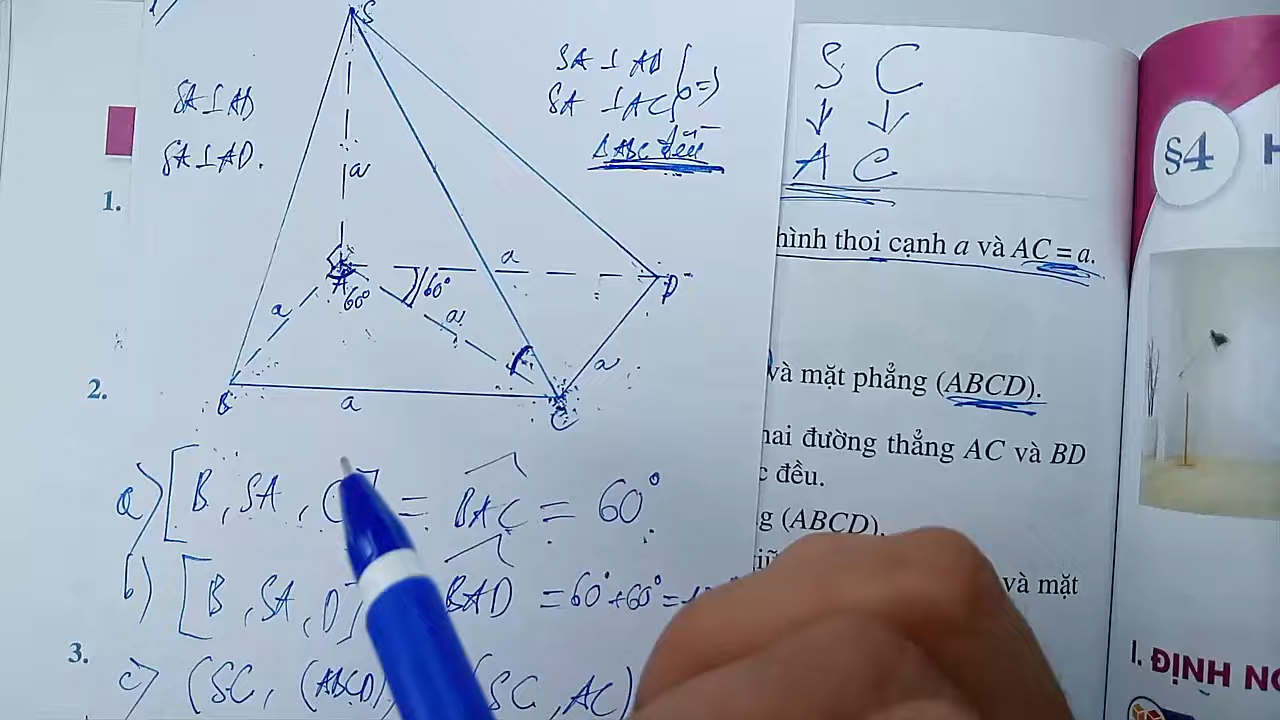 S
SA ⊥ AB
SA ⊥ AD.
SA ⊥ AC
ΔABC đều
S C
↓ ↓
A C
§4
H
1.
a
A
60°
60°
a
D
a
a
a
B
a
C
hình thoi cạnh a và AC = a.
2.
và mặt phẳng (ABCD).
hai đường thẳng AC và BD
c đều.
g (ABCD).
và mặt
a) [B, SA, C] = BAC = 60°
b) [B, SA, D] BAD = 60° + 60° =
3.
c) (SC, (ABCD) (SC, AC)
I. ĐỊNH NG